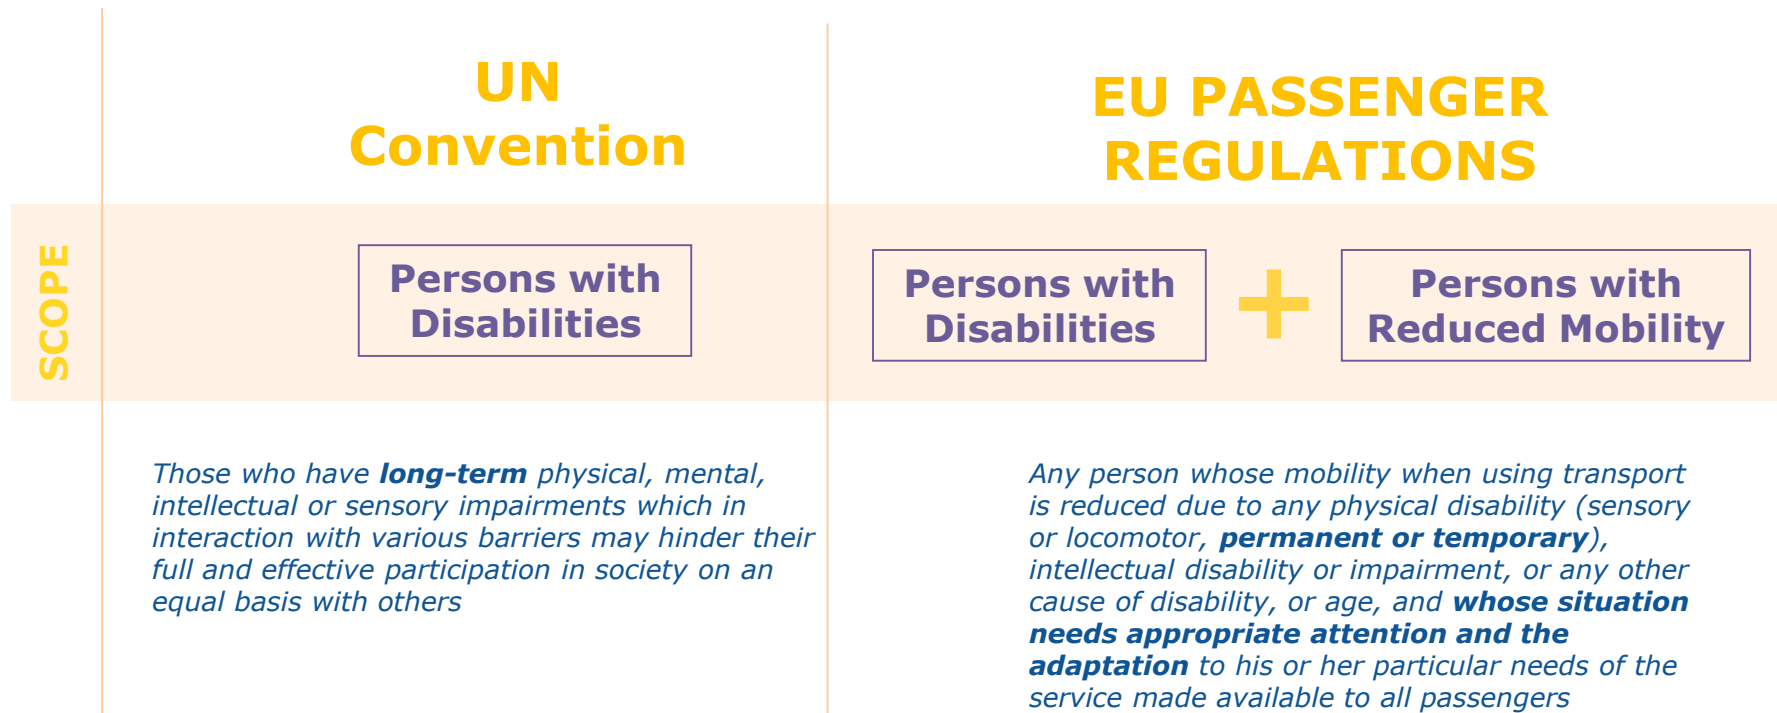 UN
Convention
EU PASSENGER
REGULATIONS
SCOPE
Persons with
Disabilities
Persons with
Disabilities
+
Persons with
Reduced Mobility
Those who have long-term physical, mental,
intellectual or sensory impairments which in
interaction with various barriers may hinder their
full and effective participation in society on an
equal basis with others
Any person whose mobility when using transport
is reduced due to any physical disability (sensory
or locomotor, permanent or temporary),
intellectual disability or impairment, or any other
cause of disability, or age, and whose situation
needs appropriate attention and the
adaptation to his or her particular needs of the
service made available to all passengers